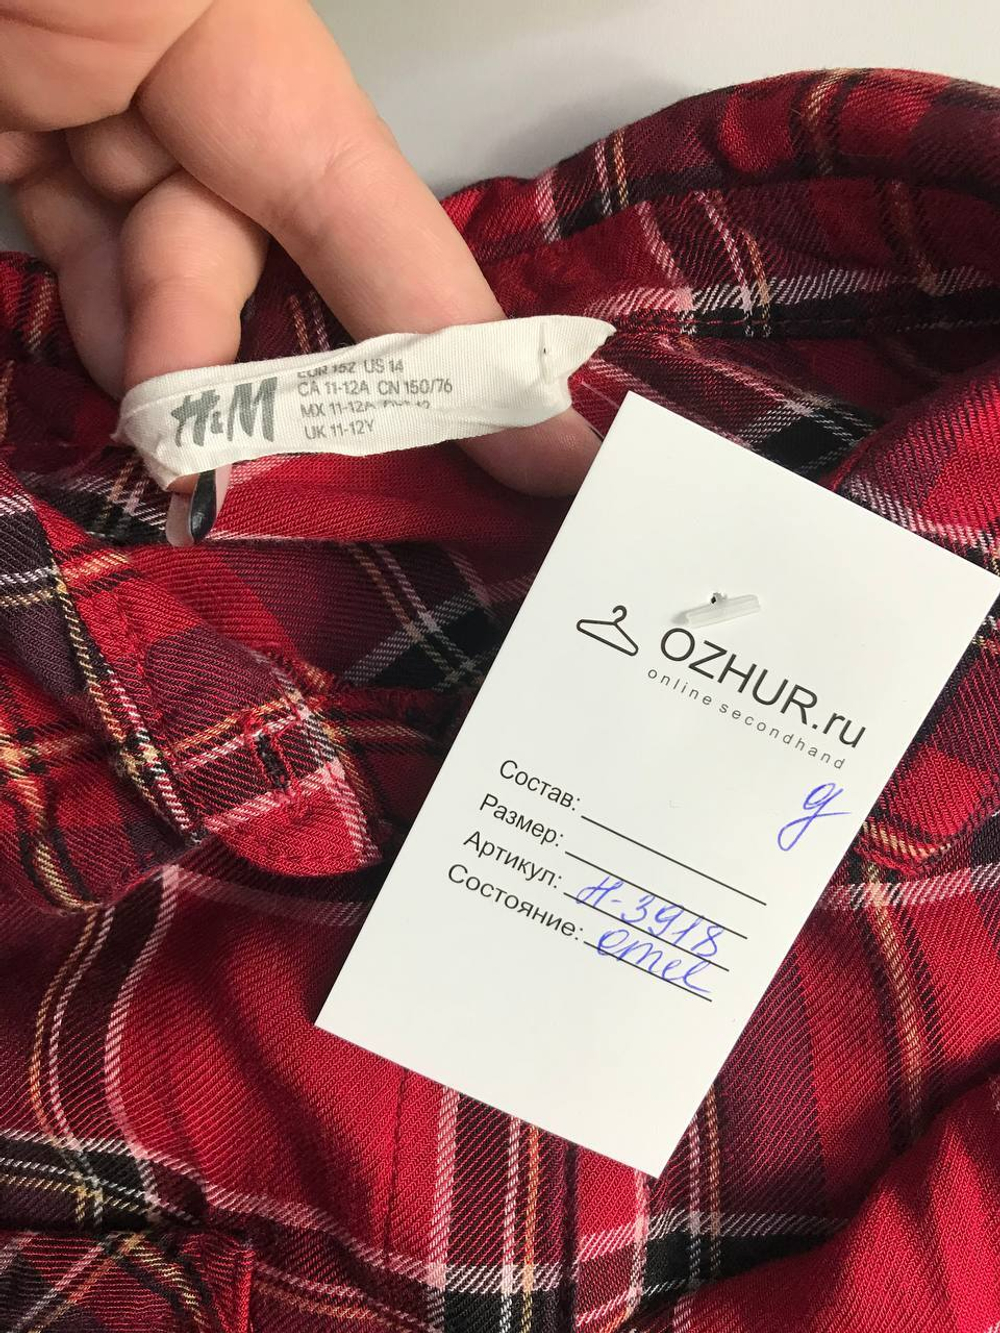 H&M
EUR 152 US 14
CA 11-12A CN 150/76
MX 11-12A
UK 11-12Y
OZHUR.ru
online secondhand
g
Состав:
Размер:
Артикул: H-3918
Состояние: отл